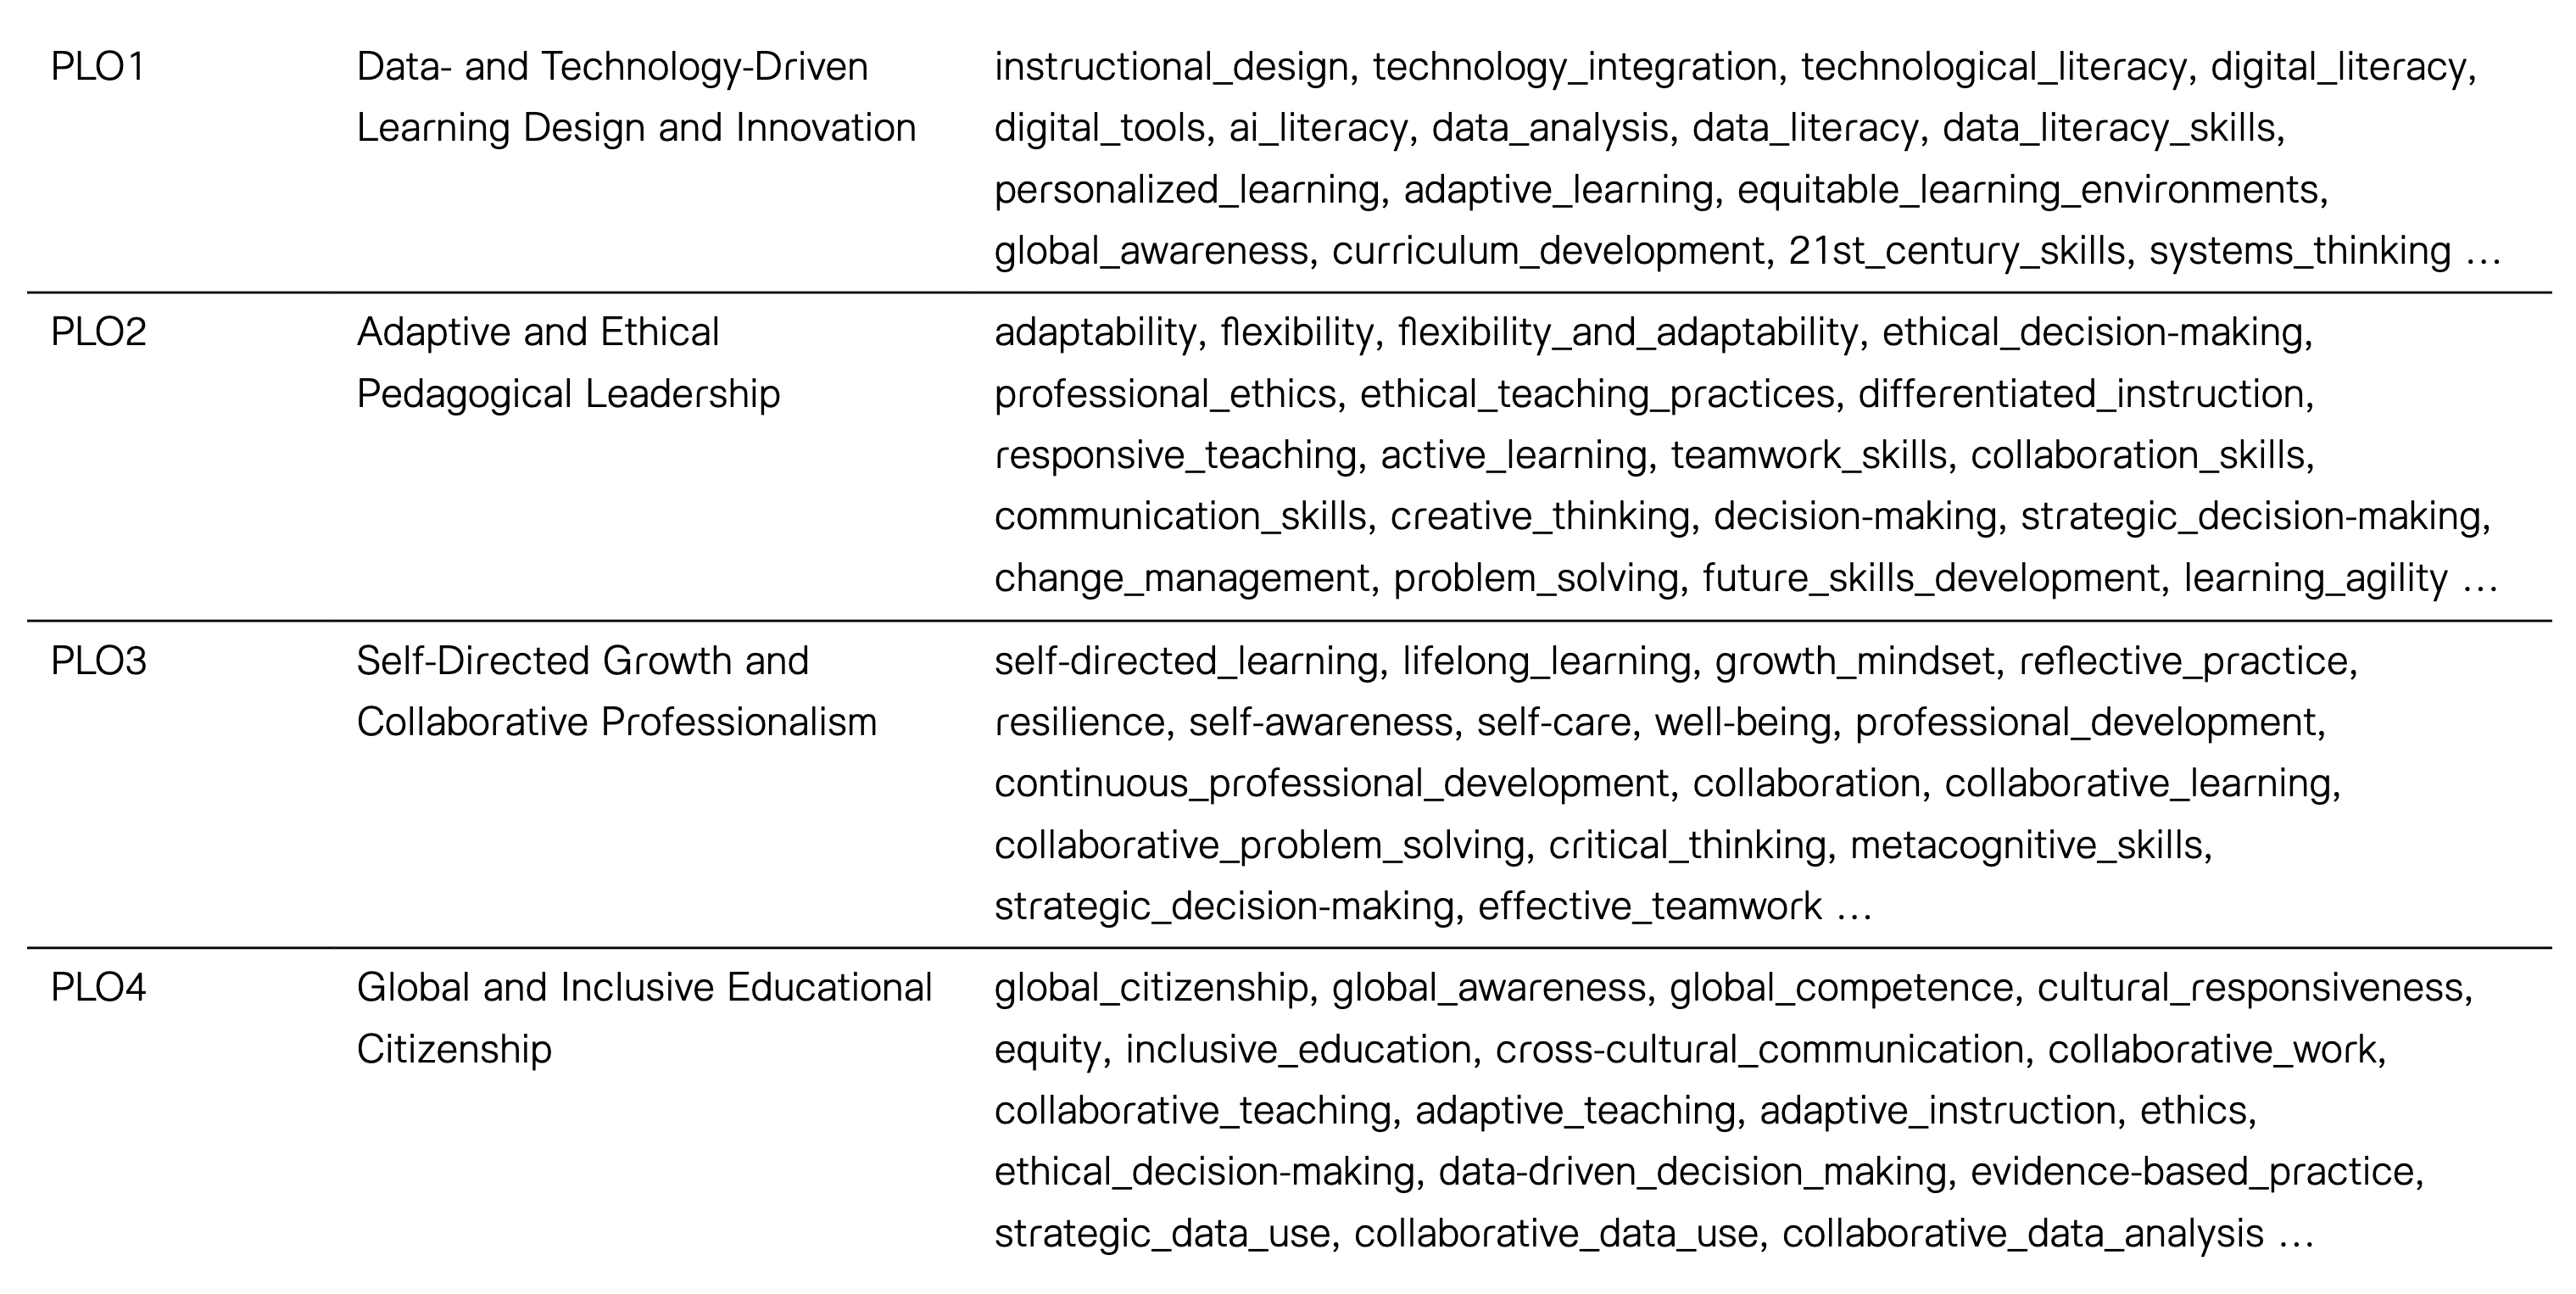 PLO1 Data- and Technology-Driven instructional_design, technology_integration, technological_literacy, digital_literacy,
Learning Design and Innovation digital_tools, ai_literacy, data_analysis, data_literacy, data_literacy_skills,
personalized_learning, adaptive_learning, equitable_learning_environments,
global_awareness, curriculum_development, 21st_century_skills, systems_thinking …
PLO2 Adaptive and Ethical adaptability, flexibility, flexibility_and_adaptability, ethical_decision-making,
Pedagogical Leadership professional_ethics, ethical_teaching_practices, differentiated_instruction,
responsive_teaching, active_learning, teamwork_skills, collaboration_skills,
communication_skills, creative_thinking, decision-making, strategic_decision-making,
change_management, problem_solving, future_skills_development, learning_agility …
PLO3 Self-Directed Growth and self-directed_learning, lifelong_learning, growth_mindset, reflective_practice,
Collaborative Professionalism resilience, self-awareness, self-care, well-being, professional_development,
continuous_professional_development, collaboration, collaborative_learning,
collaborative_problem_solving, critical_thinking, metacognitive_skills,
strategic_decision-making, effective_teamwork …
PLO4 Global and Inclusive Educational global_citizenship, global_awareness, global_competence, cultural_responsiveness,
Citizenship equity, inclusive_education, cross-cultural_communication, collaborative_work,
collaborative_teaching, adaptive_teaching, adaptive_instruction, ethics,
ethical_decision-making, data-driven_decision_making, evidence-based_practice,
strategic_data_use, collaborative_data_use, collaborative_data_analysis …